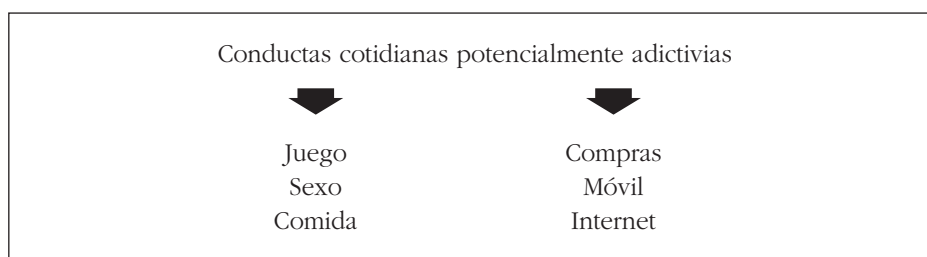 Conductas cotidianas potencialmente adictivias
Juego Compras
Sexo Móvil
Comida Internet